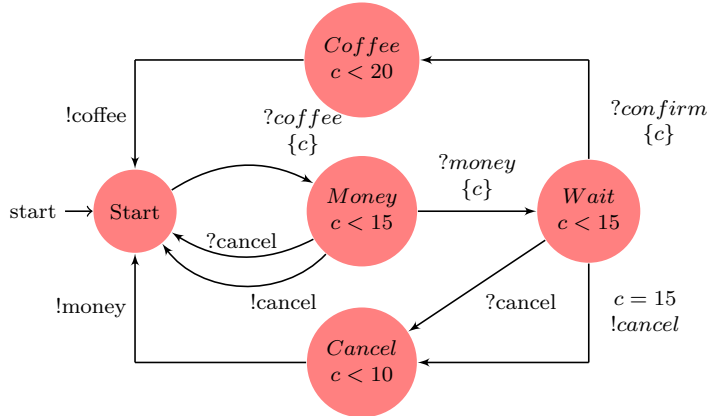 Coffee
c < 20
!coffee
?coffee
{c}
?confirm
{c}
?money
{c}
start
Start
Money
c < 15
Wait
c < 15
?cancel
!cancel
?cancel
c = 15
!cancel
!money
Cancel
c < 10